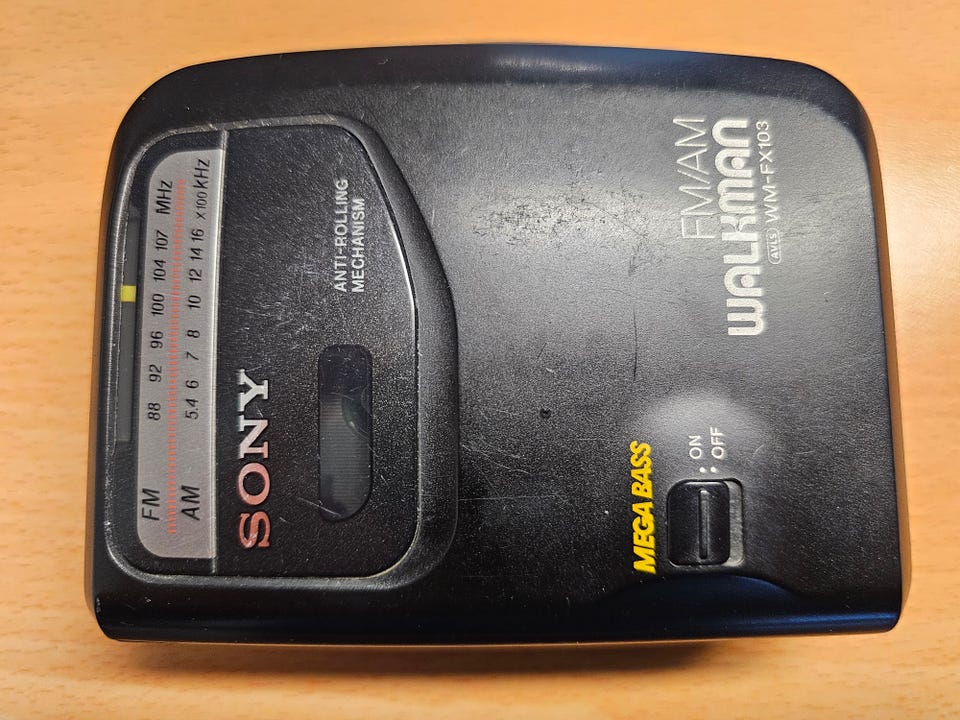 FM 88 92 96 100 104 107 MHz
AM 5.4 6 7 8 10 12 14 16 x100kHz
SONY
ANTI-ROLLING
MECHANISM
MEGA BASS
ON
OFF
FM/AM
WALKMAN
AVLS WM-FX103